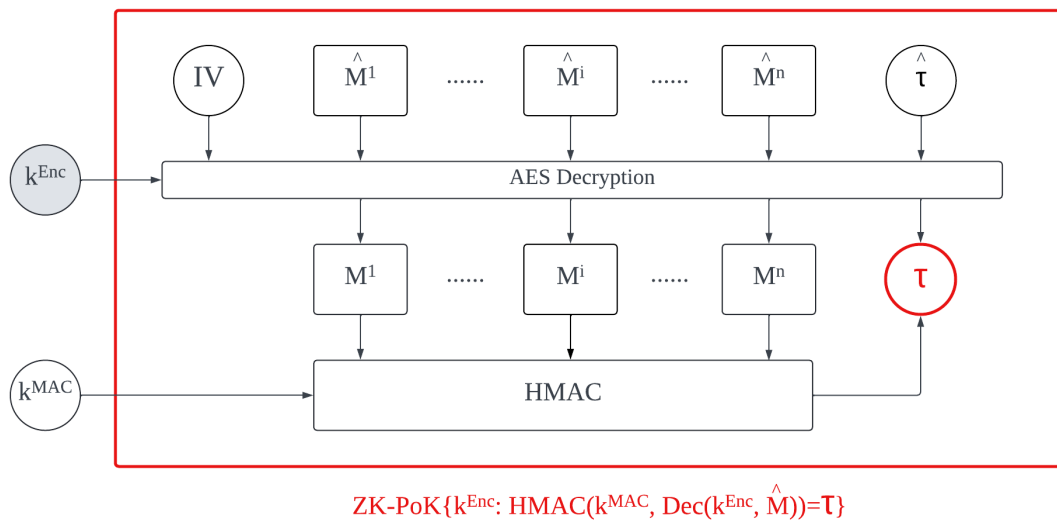 IV M̂¹ ...... M̂ⁱ ...... M̂ⁿ τ̂
kᴱⁿᶜ AES Decryption
M¹ ...... Mⁱ ...... Mⁿ τ
kᴹᴬᶜ HMAC
ZK-PoK{kᴱⁿᶜ: HMAC(kᴹᴬᶜ, Dec(kᴱⁿᶜ, M̂))=τ}